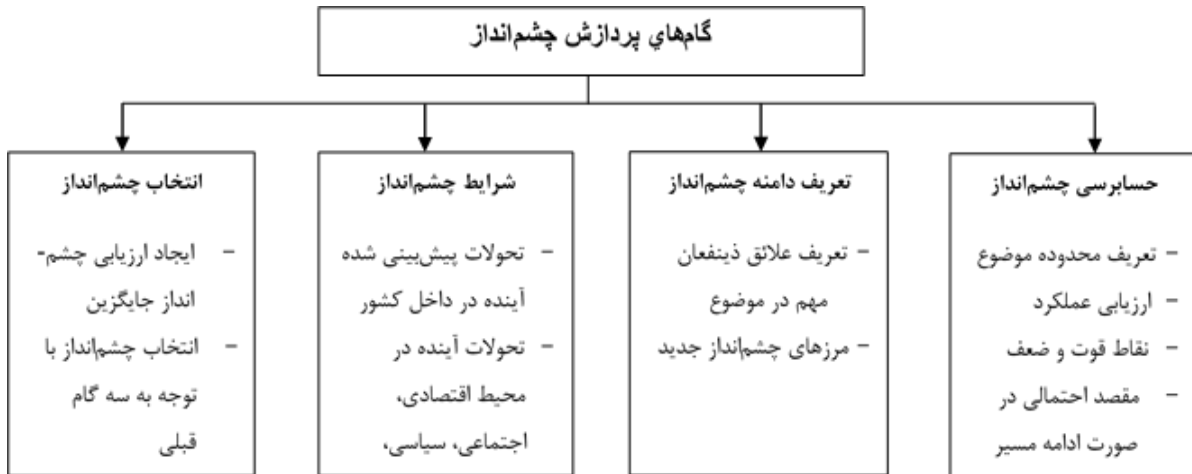 گام‌هاي پردازش چشم‌انداز
حسابرسی چشم‌انداز
– تعریف محدوده موضوع
– ارزیابی عملکرد
– نقاط قوت و ضعف
– مقصد احتمالی در
صورت ادامه مسیر
تعریف دامنه چشم‌انداز
– تعریف علائق ذینفعان
مهم در موضوع
– مرزهای چشم‌انداز جدید
شرایط چشم‌انداز
– تحولات پیش‌بینی شده
آینده در داخل کشور
– تحولات آینده در
محیط اقتصادی،
اجتماعی، سیاسی،
انتخاب چشم‌انداز
– ایجاد ارزیابی چشم-
انداز جایگزین
– انتخاب چشم‌انداز با
توجه به سه گام
قبلی